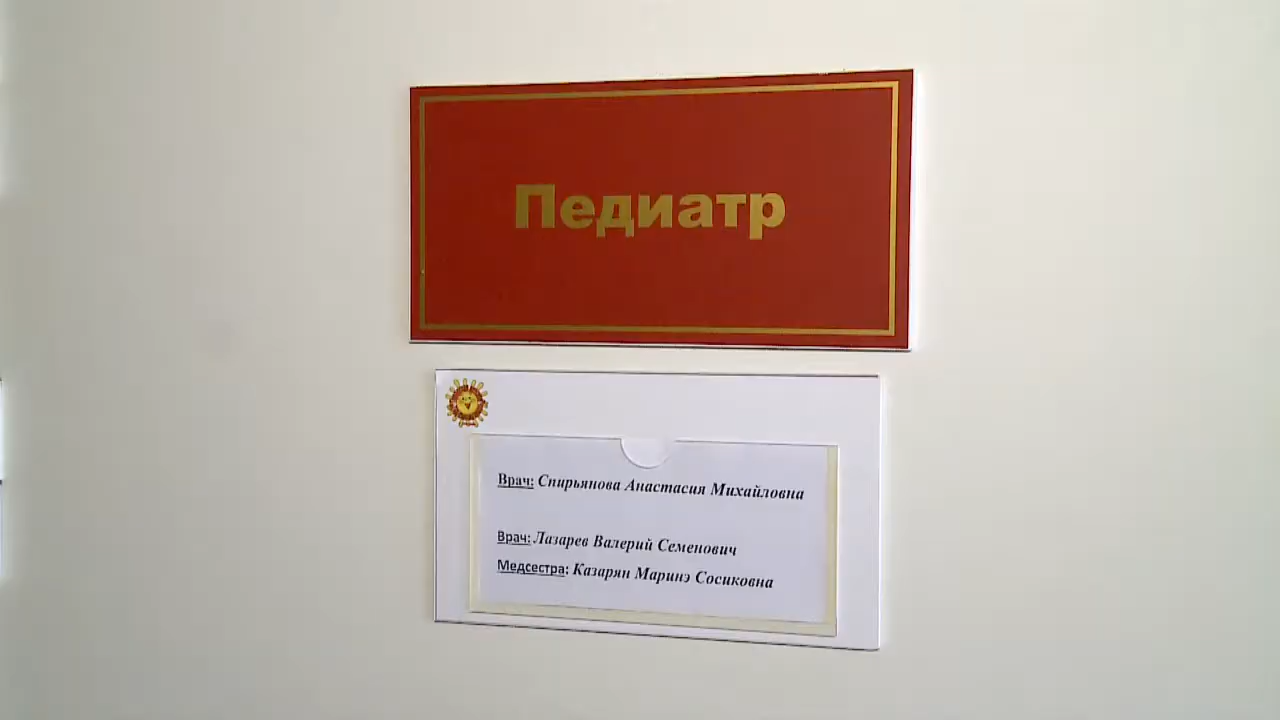 Педиатр
Врач: Спирьянова Анастасия Михайловна
Врач: Лазарев Валерий Семенович
Медсестра: Казарян Маринэ Сосиковна